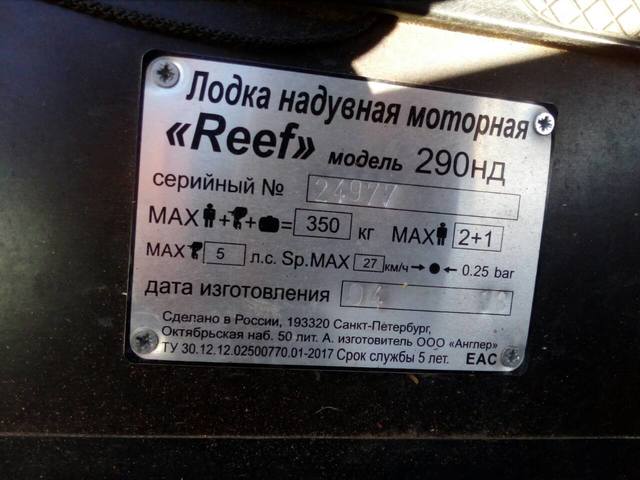 Лодка надувная моторная
«Reef» модель 290нд
серийный № 24977
MAX + + = 350 кг MAX 2+1
MAX 5 л.с. Sp.MAX 27 км/ч → ● ← 0.25 bar
дата изготовления 04
Сделано в России, 193320 Санкт-Петербург,
Октябрьская наб. 50 лит. А. изготовитель ООО «Англер»
ТУ 30.12.12.02500770.01-2017 Срок службы 5 лет. EAC